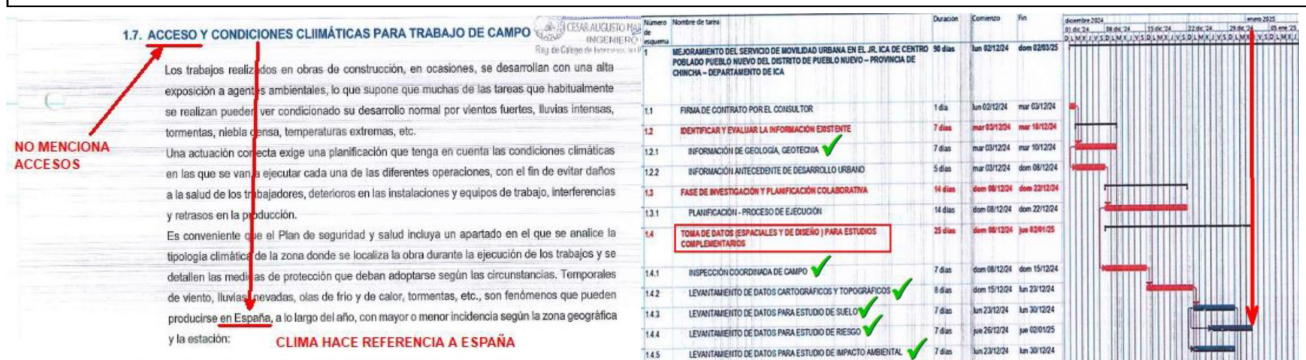 1.7. ACCESO Y CONDICIONES CLIIMÁTICAS PARA TRABAJO DE CAMPO
CESAR AUGUSTO
INGENIERO
Los trabajos realizados en obras de construcción, en ocasiones, se desarrollan con una alta
exposición a agentes ambientales, lo que supone que muchas de las tareas que habitualmente
se realizan pueden ver condicionado su desarrollo normal por vientos fuertes, lluvias intensas,
tormentas, niebla densa, temperaturas extremas, etc.
NO MENCIONA
ACCESOS
Una actuación correcta exige una planificación que tenga en cuenta las condiciones climáticas
en las que se van a ejecutar cada una de las diferentes operaciones, con el fin de evitar daños
a la salud de los trabajadores, deterioros en las instalaciones y equipos de trabajo, interferencias
y retrasos en la producción.
Es conveniente que el Plan de seguridad y salud incluya un apartado en el que se analice la
tipología climática de la zona donde se localiza la obra durante la ejecución de los trabajos y se
detallen las medidas de protección que deban adoptarse según las circunstancias. Temporales
de viento, lluvias, nevadas, olas de frio y de calor, tormentas, etc., son fenómenos que pueden
producirse en España, a lo largo del año, con mayor o menor incidencia según la zona geográfica
y la estación:
CLIMA HACE REFERENCIA A ESPAÑA
Número de esquema Nombre de tarea Duración Comienzo Fin
diciembre 2024 enero 2025
1 MEJORAMIENTO DEL SERVICIO DE MOVILIDAD URBANA EN EL JR. ICA DE CENTRO 90 días lun 02/12/24 dom 02/03/25
POBLADO PUEBLO NUEVO DEL DISTRITO DE PUEBLO NUEVO – PROVINCIA DE
CHINCHA – DEPARTAMENTO DE ICA
1.1 FIRMA DE CONTRATO POR EL CONSULTOR 1 día lun 02/12/24 mar 03/12/24
1.2 IDENTIFICAR Y EVALUAR LA INFORMACIÓN EXISTENTE 7 días mar 03/12/24 mar 10/12/24
1.2.1 INFORMACIÓN DE GEOLOGÍA, GEOTECNIA 7 días mar 03/12/24 mar 10/12/24
1.2.2 INFORMACIÓN ANTECEDENTE DE DESARROLLO URBANO 5 días mar 03/12/24 dom 08/12/24
1.3 FASE DE INVESTIGACIÓN Y PLANIFICACIÓN COLABORATIVA 14 días dom 08/12/24 dom 22/12/24
1.3.1 PLANIFICACIÓN - PROCESO DE EJECUCIÓN 14 días dom 08/12/24 dom 22/12/24
1.4 TOMA DE DATOS (ESPACIALES Y DE DISEÑO ) PARA ESTUDIOS 25 días dom 08/12/24 jue 02/01/25
COMPLEMENTARIOS
1.4.1 INSPECCIÓN COORDINADA DE CAMPO 7 días dom 08/12/24 dom 15/12/24
1.4.2 LEVANTAMIENTO DE DATOS CARTOGRÁFICOS Y TOPOGRÁFICOS 8 días dom 15/12/24 lun 23/12/24
1.4.3 LEVANTAMIENTO DE DATOS PARA ESTUDIO DE SUELO 7 días lun 23/12/24 lun 30/12/24
1.4.4 LEVANTAMIENTO DE DATOS PARA ESTUDIO DE RIESGO 7 días jue 26/12/24 jue 02/01/25
1.4.5 LEVANTAMIENTO DE DATOS PARA ESTUDIO DE IMPACTO AMBIENTAL 7 días lun 23/12/24 lun 30/12/24